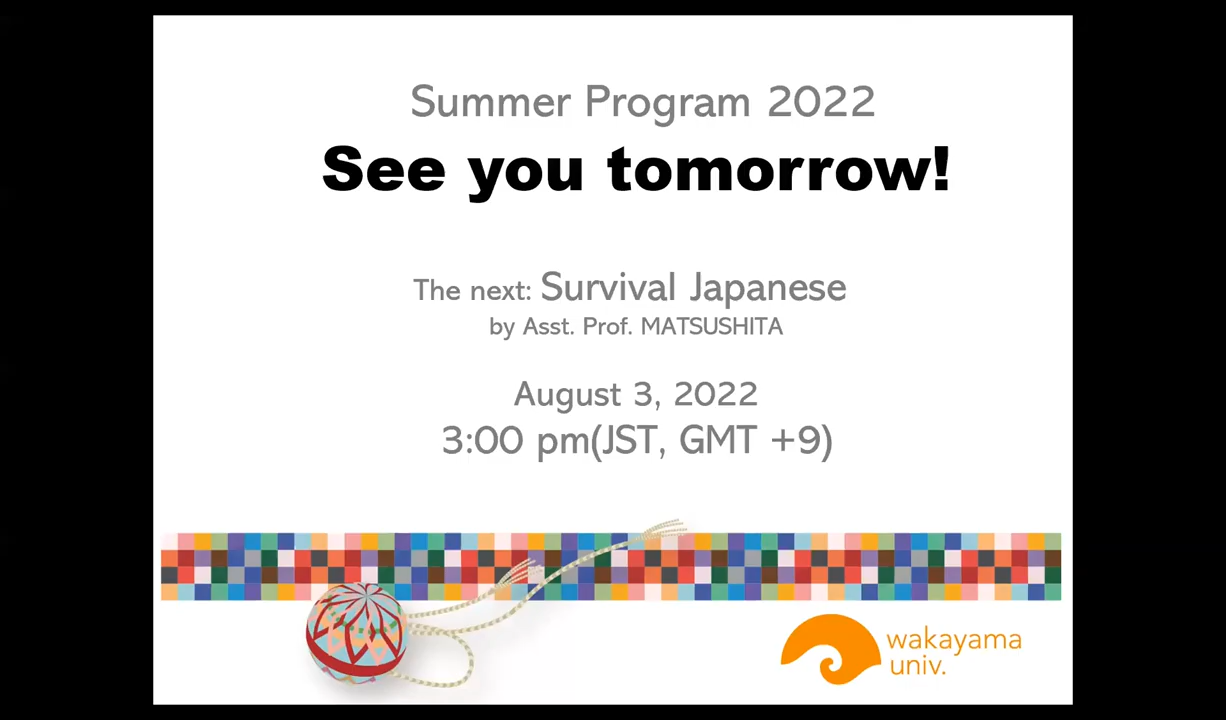 Summer Program 2022
See you tomorrow!
The next: Survival Japanese
by Asst. Prof. MATSUSHITA
August 3, 2022
3:00 pm(JST, GMT +9)
wakayama
univ.